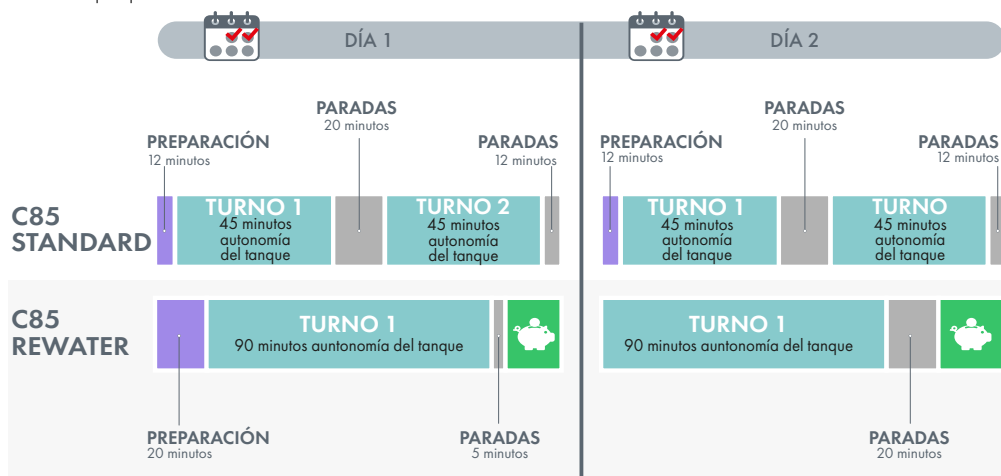 DÍA 1
DÍA 2
PARADAS
20 minutos
PARADAS
20 minutos
PREPARACIÓN
12 minutos
PARADAS
12 minutos
PREPARACIÓN
12 minutos
PARADAS
12 minutos
C85
STANDARD
TURNO 1
45 minutos
autonomía
del tanque
TURNO 2
45 minutos
autonomía
del tanque
TURNO 1
45 minutos
autonomía
del tanque
TURNO
45 minutos
autonomía
del tanque
C85
REWATER
TURNO 1
90 minutos auntonomía del tanque
TURNO 1
90 minutos auntonomía del tanque
PREPARACIÓN
20 minutos
PARADAS
5 minutos
PARADAS
20 minutos